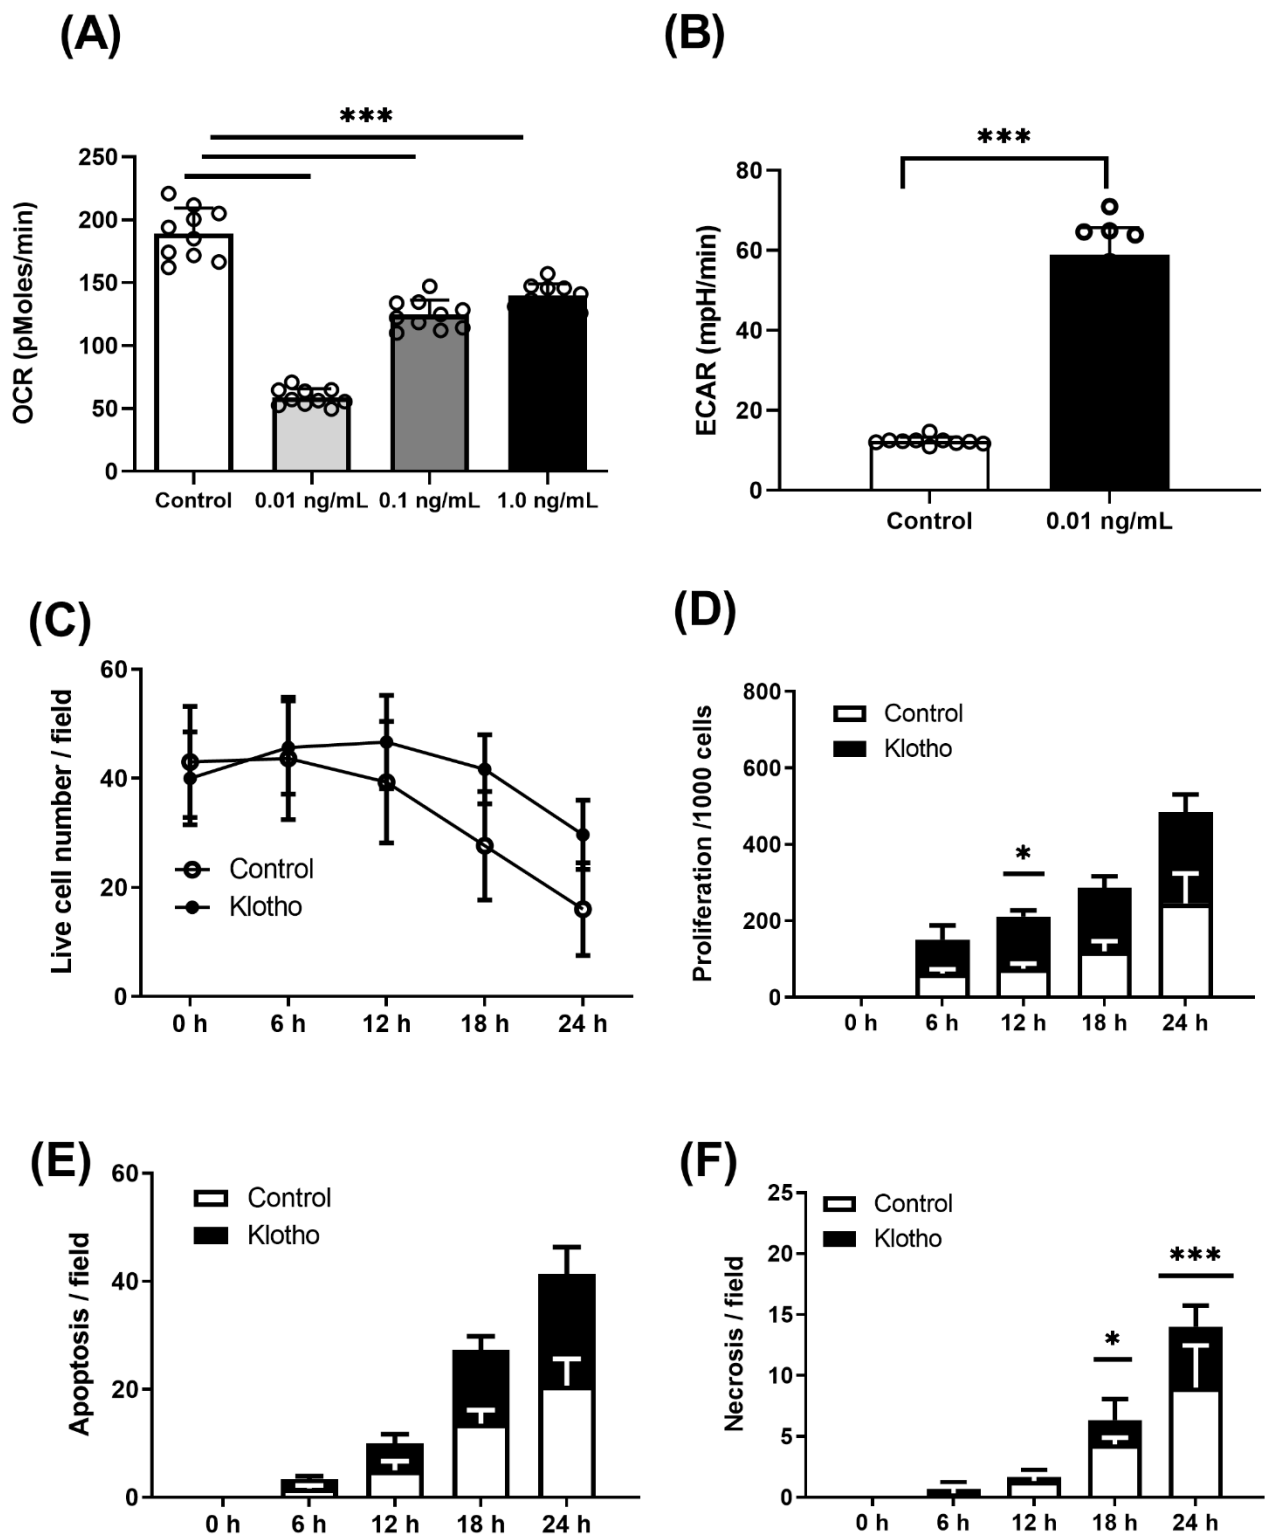 (A)
***
OCR (pMoles/min)
250
200
150
100
50
0
Control 0.01 ng/mL 0.1 ng/mL 1.0 ng/mL
(B)
***
ECAR (mpH/min)
80
60
40
20
0
Control 0.01 ng/mL
(C)
Live cell number / field
60
40
20
0
Control
Klotho
0 h 6 h 12 h 18 h 24 h
(D)
Proliferation /1000 cells
800
600
400
200
0
Control
Klotho
*
0 h 6 h 12 h 18 h 24 h
(E)
Apoptosis / field
60
40
20
0
Control
Klotho
0 h 6 h 12 h 18 h 24 h
(F)
Necrosis / field
25
20
15
10
5
0
Control
Klotho
***
*
0 h 6 h 12 h 18 h 24 h